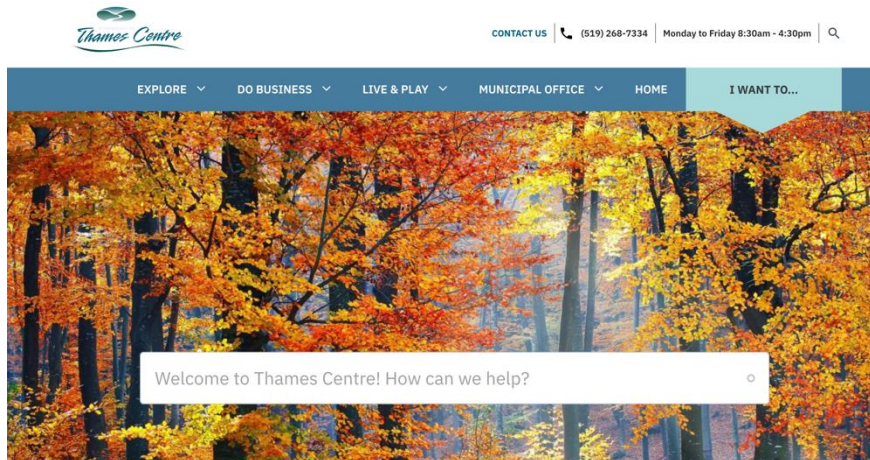 Thames Centre
CONTACT US (519) 268-7334 Monday to Friday 8:30am - 4:30pm
EXPLORE DO BUSINESS LIVE & PLAY MUNICIPAL OFFICE HOME I WANT TO...
Welcome to Thames Centre! How can we help?